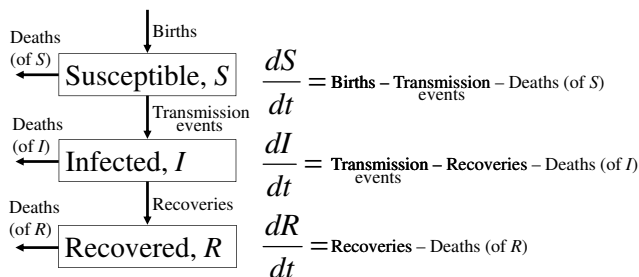 Births
Deaths
(of S)
Susceptible, S
dS/dt = Births – Transmission events – Deaths (of S)
Transmission
events
Deaths
(of I)
Infected, I
dI/dt = Transmission events – Recoveries – Deaths (of I)
Recoveries
Deaths
(of R)
Recovered, R
dR/dt = Recoveries – Deaths (of R)